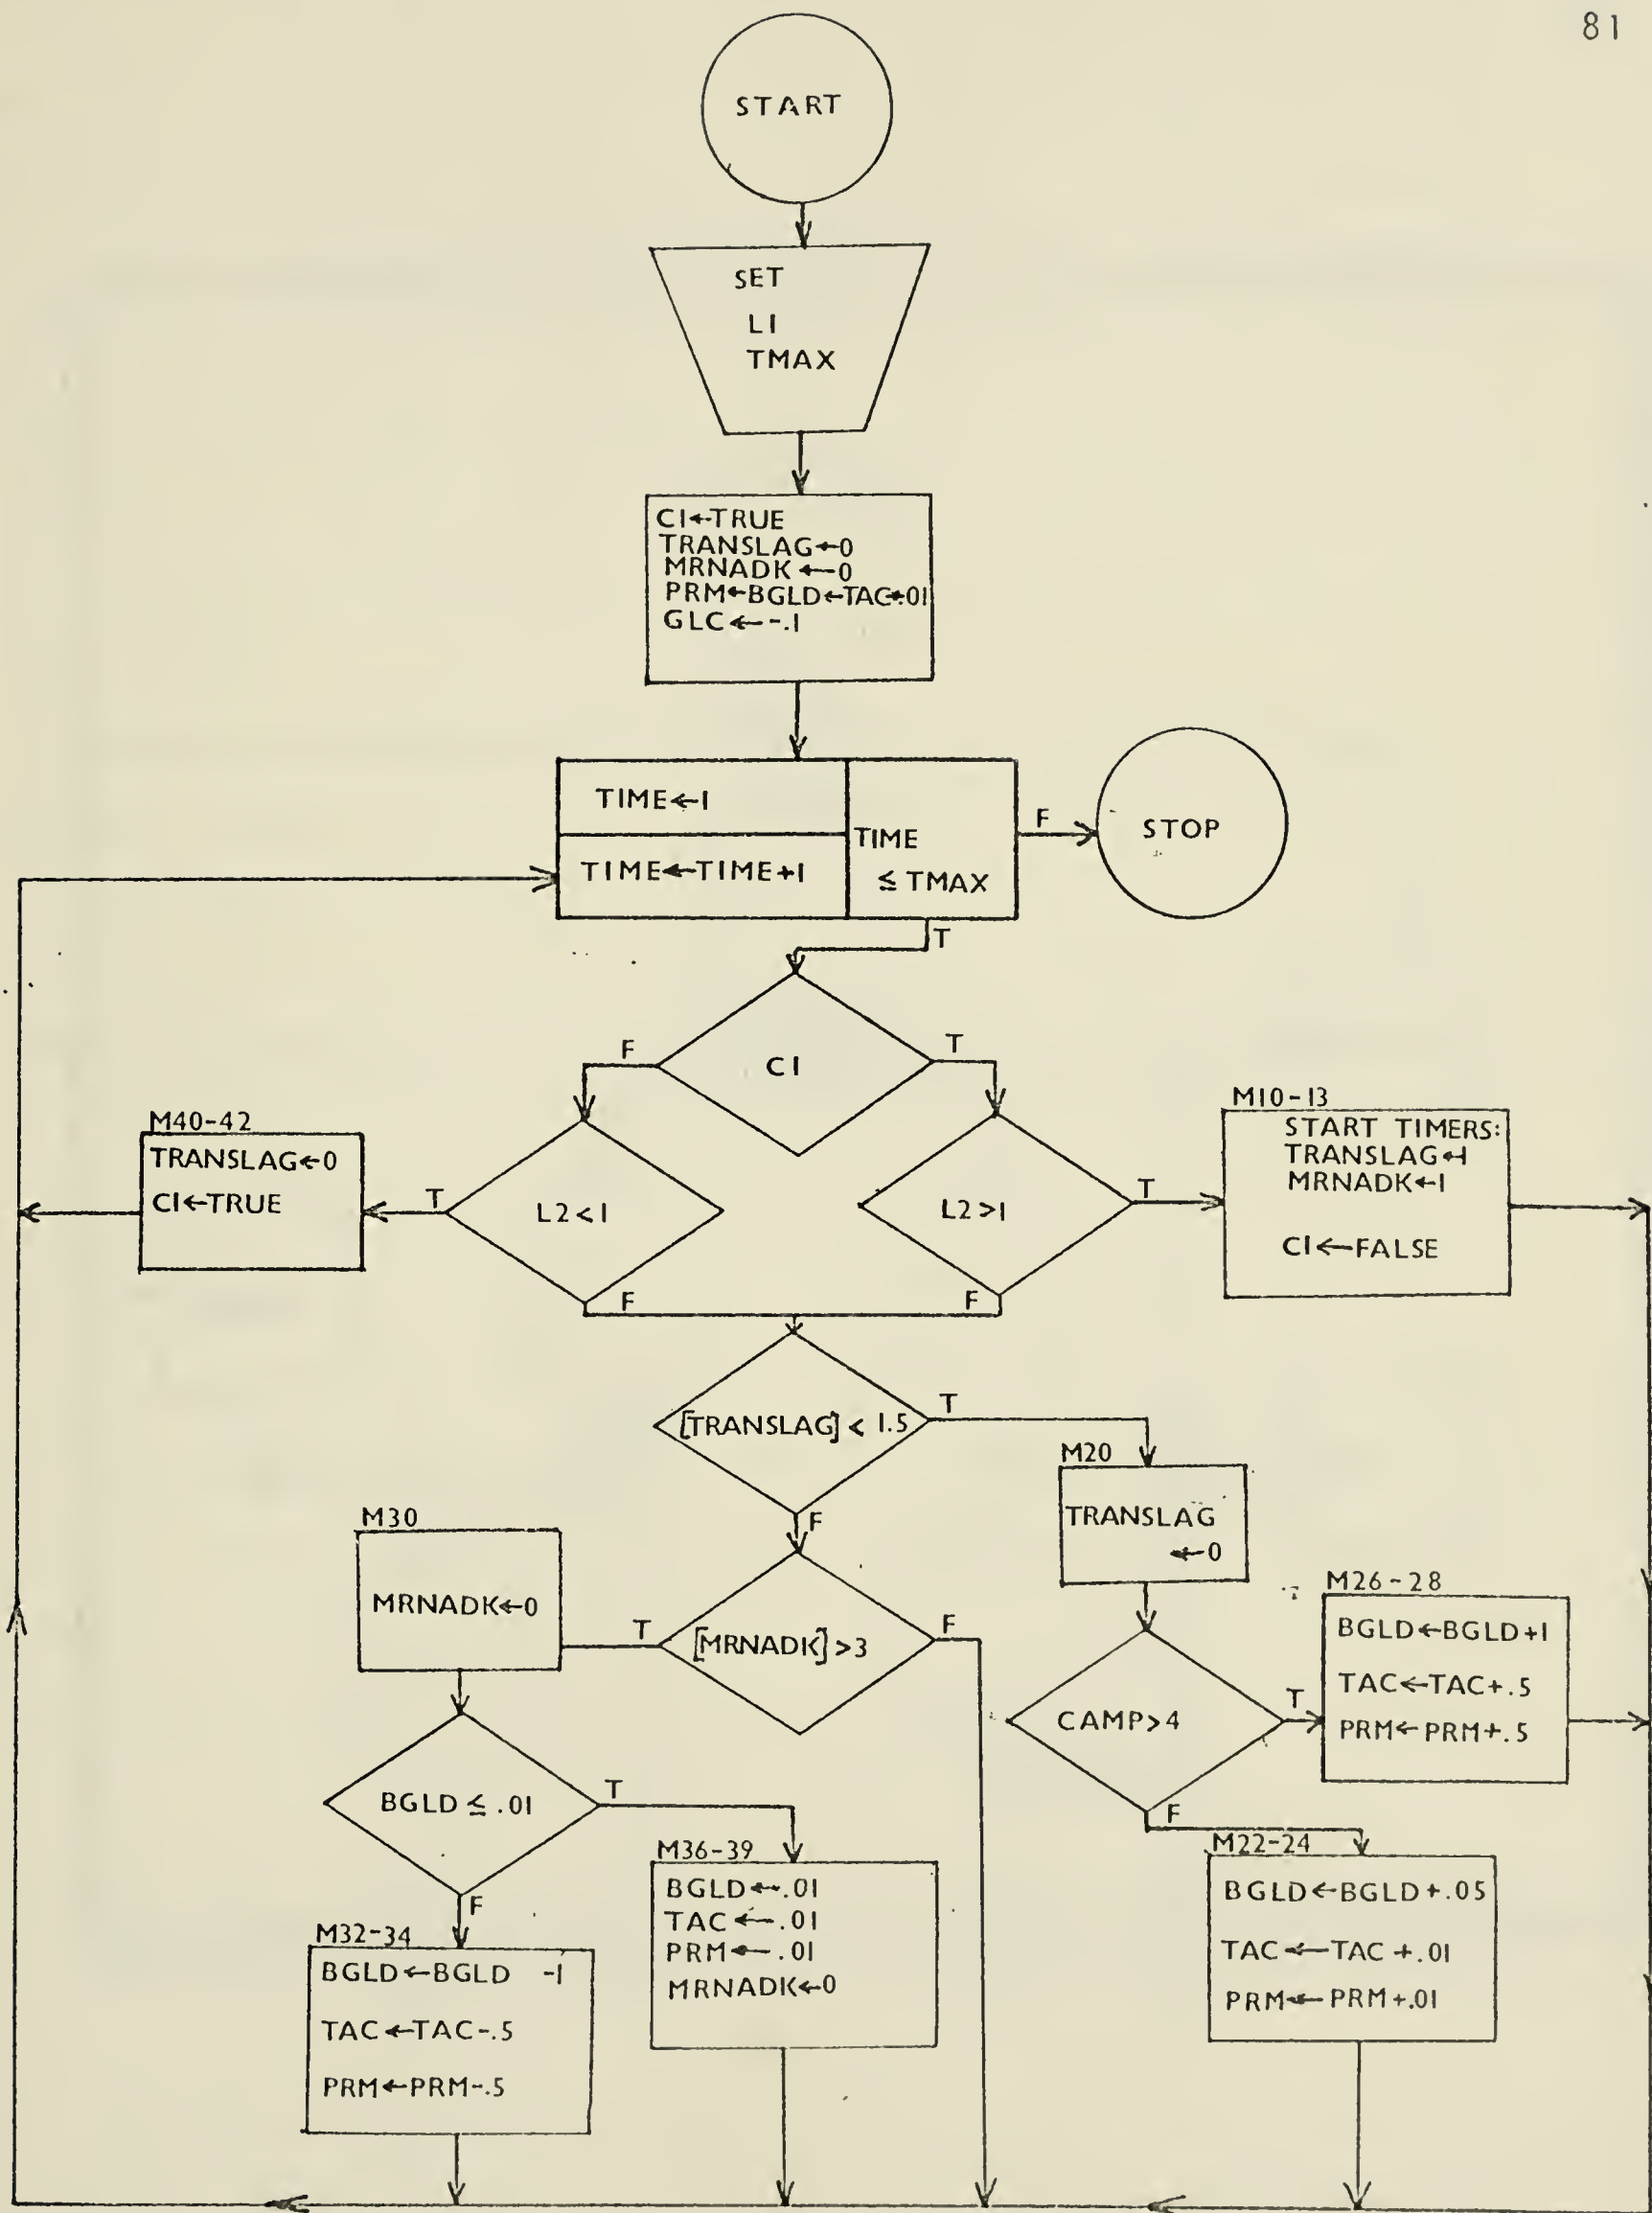 81
START
SET
L1
TMAX
C1←TRUE
TRANSLAG←0
MRNADK←0
PRM←BGLD←TAC←.01
GLC←-.1
TIME←1
TIME←TIME+1
TIME
≤ TMAX
F
STOP
T
C1
F
T
M40-42
TRANSLAG←0
C1←TRUE
T
L2<1
F
L2>1
T
F
M10-13
START TIMERS:
TRANSLAG←1
MRNADK←1
C1←FALSE
[TRANSLAG] < 1.5
T
F
M20
TRANSLAG
←0
M30
MRNADK←0
T
[MRNADK]>3
F
CAMP>4
T
F
M26-28
BGLD←BGLD+1
TAC←TAC+.5
PRM←PRM+.5
BGLD ≤ .01
T
F
M36-39
BGLD←.01
TAC←.01
PRM←.01
MRNADK←0
M22-24
BGLD←BGLD+.05
TAC←TAC+.01
PRM←PRM+.01
M32-34
BGLD←BGLD -1
TAC←TAC-.5
PRM←PRM-.5